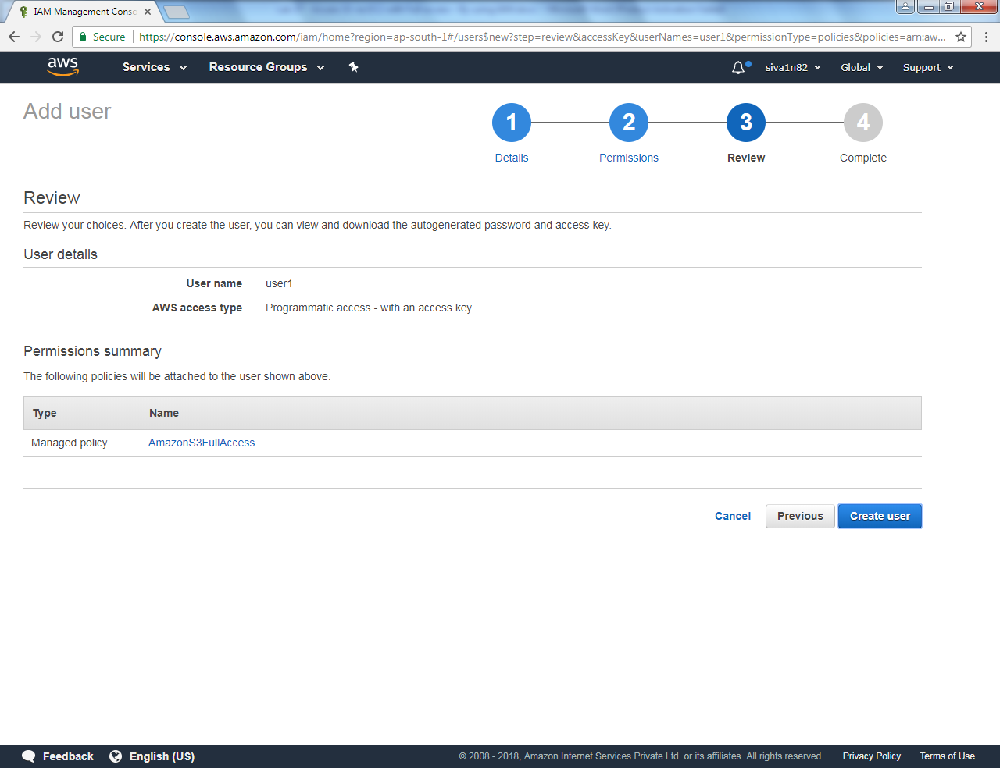 IAM Management Consc
Secure https://console.aws.amazon.com/iam/home?region=ap-south-1#/users$new?step=review&accessKey&userNames=user1&permissionType=policies&policies=arn:aw...
aws Services Resource Groups siva1n82 Global Support
Add user
1 2 3 4
Details Permissions Review Complete
Review
Review your choices. After you create the user, you can view and download the autogenerated password and access key.
User details
User name user1
AWS access type Programmatic access - with an access key
Permissions summary
The following policies will be attached to the user shown above.
Type Name
Managed policy AmazonS3FullAccess
Cancel Previous Create user
Feedback English (US) © 2008 - 2018, Amazon Internet Services Private Ltd. or its affiliates. All rights reserved. Privacy Policy Terms of Use